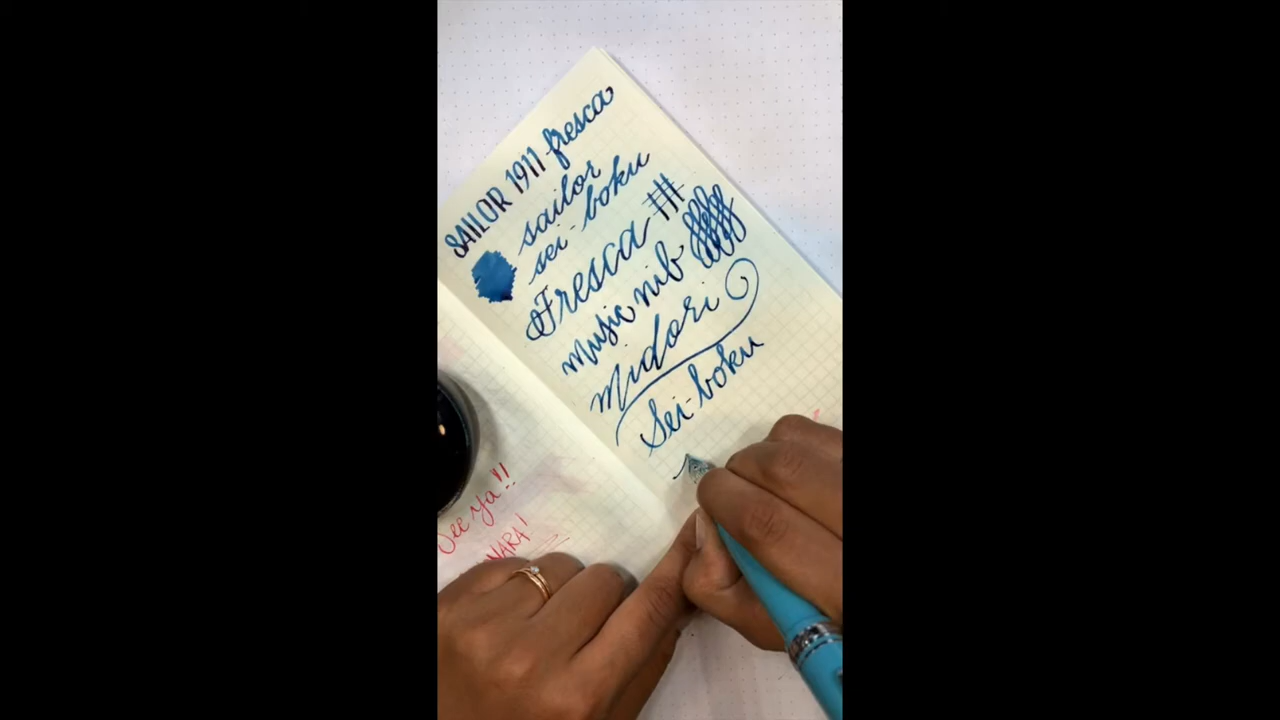 SAILOR 1911 fresca
sailor
sei-boku
Fresca
music nib
Midori
Sei-boku
See ya!!